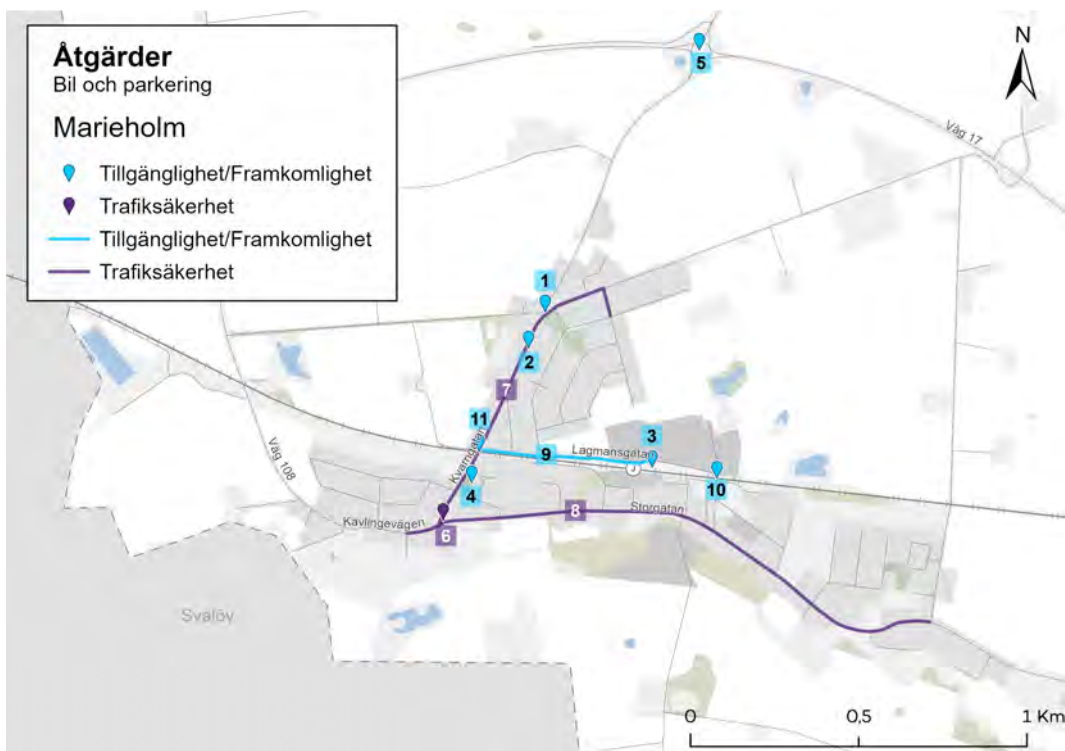 Åtgärder
Bil och parkering
Marieholm
Tillgänglighet/Framkomlighet
Trafiksäkerhet
Tillgänglighet/Framkomlighet
Trafiksäkerhet
N
5
Väg 17
1
2
7
11
Kvarngatan
3
Lagmansgatan
9
J
Väg 108
4
10
8
Storgatan
Kävlingevägen
6
Svalöv
0
0,5
1 Km